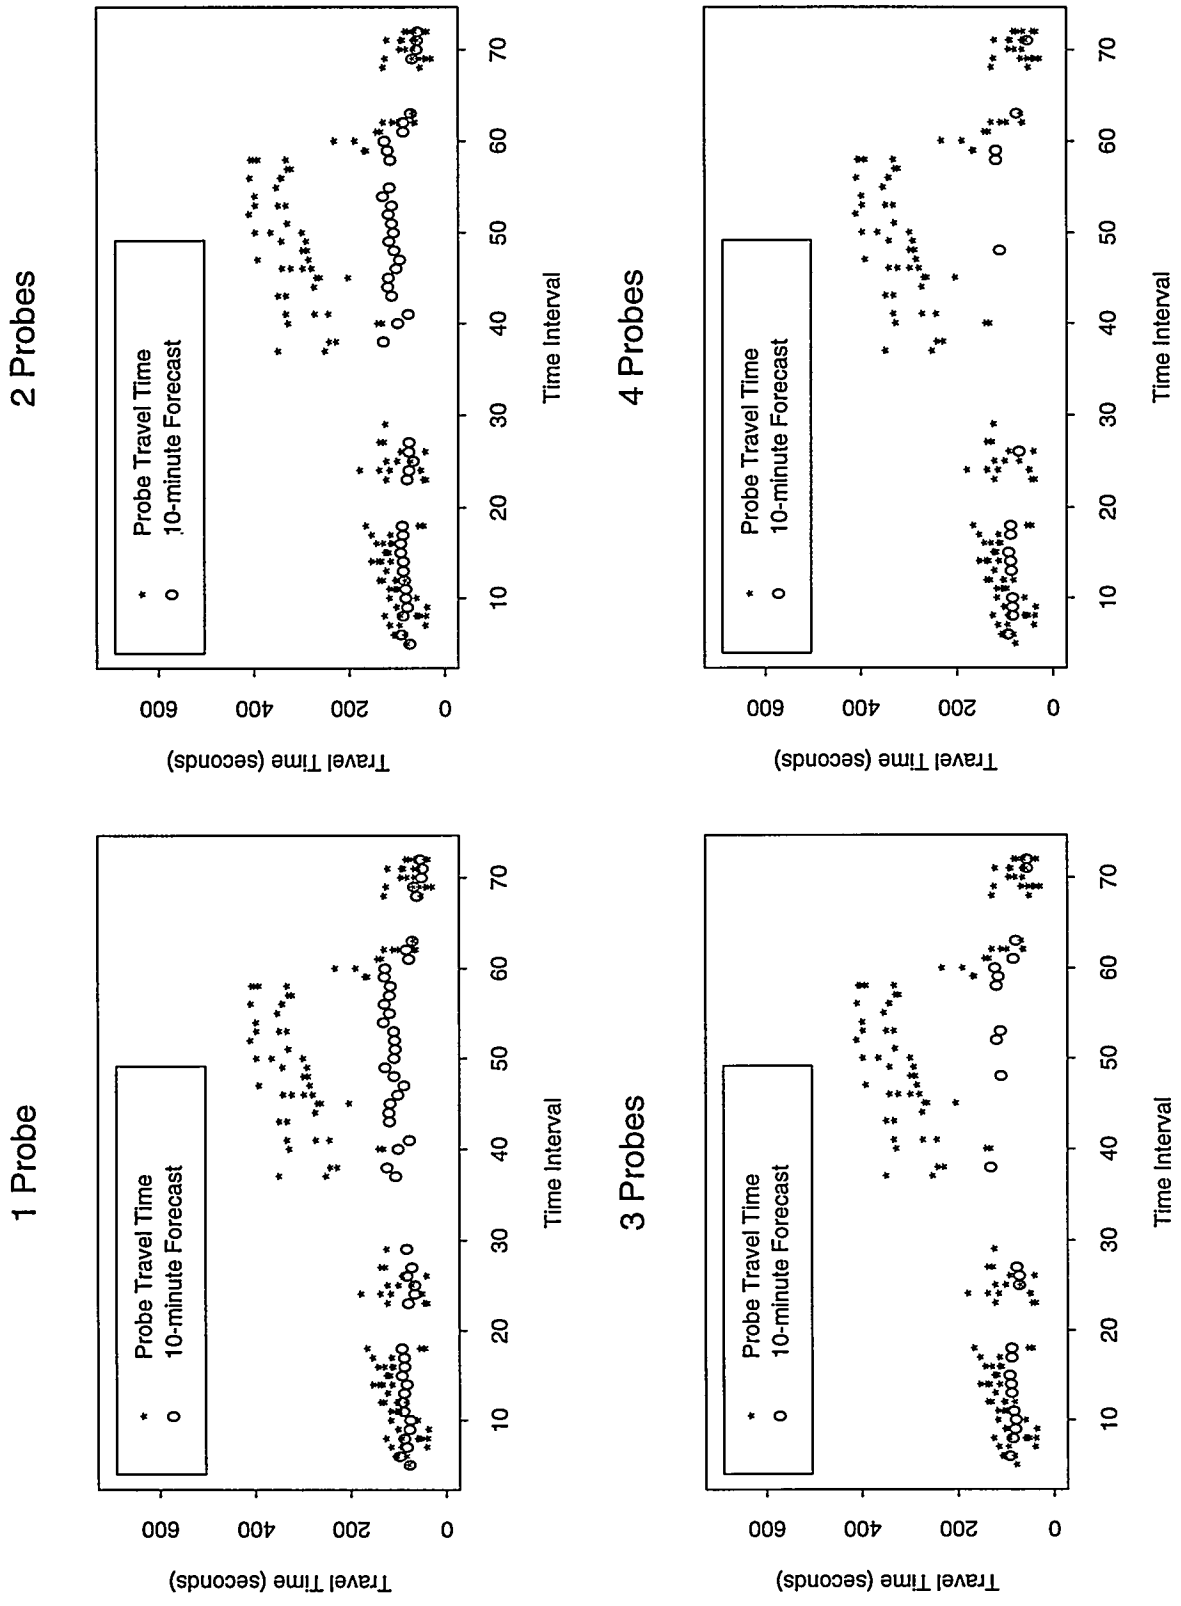 1 Probe
Travel Time (seconds)
0 200 400 600
* Probe Travel Time
o 10-minute Forecast
10 20 30 40 50 60 70
Time Interval
2 Probes
Travel Time (seconds)
0 200 400 600
* Probe Travel Time
o 10-minute Forecast
10 20 30 40 50 60 70
Time Interval
3 Probes
Travel Time (seconds)
0 200 400 600
* Probe Travel Time
o 10-minute Forecast
10 20 30 40 50 60 70
Time Interval
4 Probes
Travel Time (seconds)
0 200 400 600
* Probe Travel Time
o 10-minute Forecast
10 20 30 40 50 60 70
Time Interval